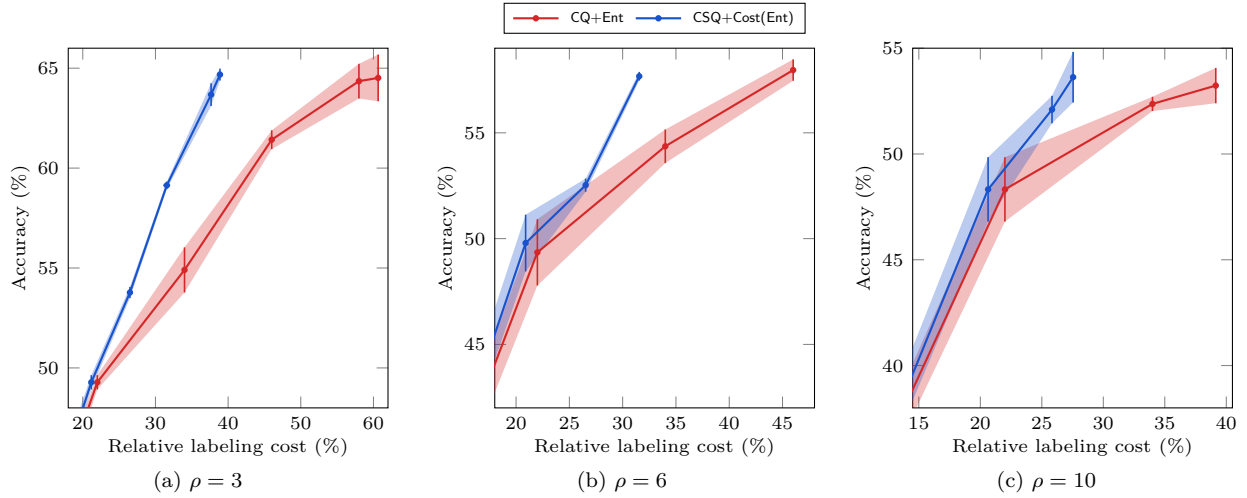 CQ+Ent CSQ+Cost(Ent)
65
60
55
50
20 30 40 50 60
Accuracy (%)
Relative labeling cost (%)
(a) ρ = 3
55
50
45
20 25 30 35 40 45
Accuracy (%)
Relative labeling cost (%)
(b) ρ = 6
55
50
45
40
15 20 25 30 35 40
Accuracy (%)
Relative labeling cost (%)
(c) ρ = 10